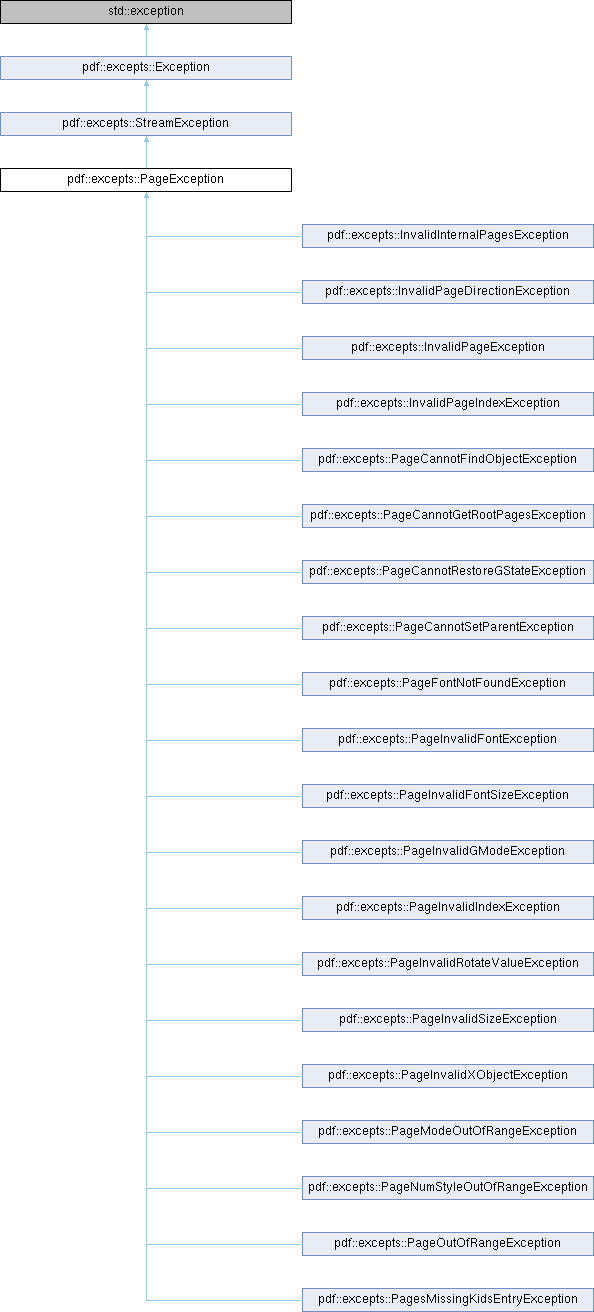 std::exception
pdf::excepts::Exception
pdf::excepts::StreamException
pdf::excepts::PageException
pdf::excepts::InvalidInternalPagesException
pdf::excepts::InvalidPageDirectionException
pdf::excepts::InvalidPageException
pdf::excepts::InvalidPageIndexException
pdf::excepts::PageCannotFindObjectException
pdf::excepts::PageCannotGetRootPagesException
pdf::excepts::PageCannotRestoreGStateException
pdf::excepts::PageCannotSetParentException
pdf::excepts::PageFontNotFoundException
pdf::excepts::PageInvalidFontException
pdf::excepts::PageInvalidFontSizeException
pdf::excepts::PageInvalidGModeException
pdf::excepts::PageInvalidIndexException
pdf::excepts::PageInvalidRotateValueException
pdf::excepts::PageInvalidSizeException
pdf::excepts::PageInvalidXObjectException
pdf::excepts::PageModeOutOfRangeException
pdf::excepts::PageNumStyleOutOfRangeException
pdf::excepts::PageOutOfRangeException
pdf::excepts::PagesMissingKidsEntryException